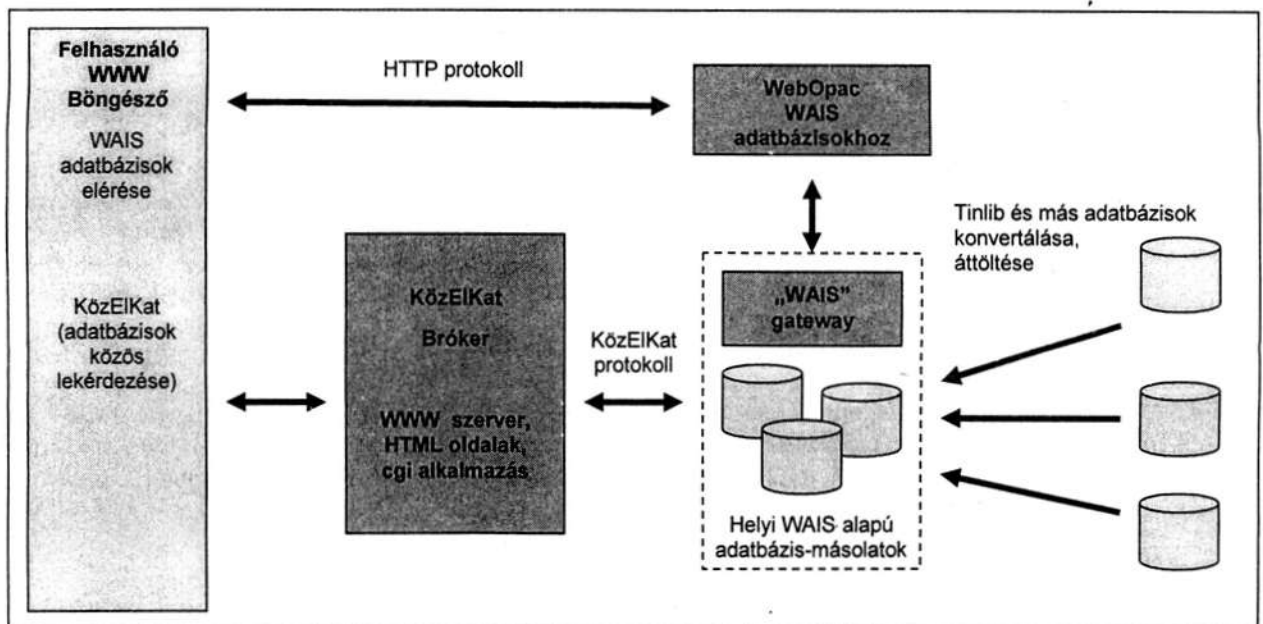 Felhasználó
WWW
Böngésző
WAIS
adatbázisok
elérése
KözElKat
(adatbázisok
közös
lekérdezése)
HTTP protokoll
WebOpac
WAIS
adatbázisokhoz
KözElKat
Bróker
WWW szerver,
HTML oldalak,
cgi alkalmazás
KözElKat
protokoll
„WAIS”
gateway
Helyi WAIS alapú
adatbázis-másolatok
Tinlib és más adatbázisok
konvertálása,
áttöltése